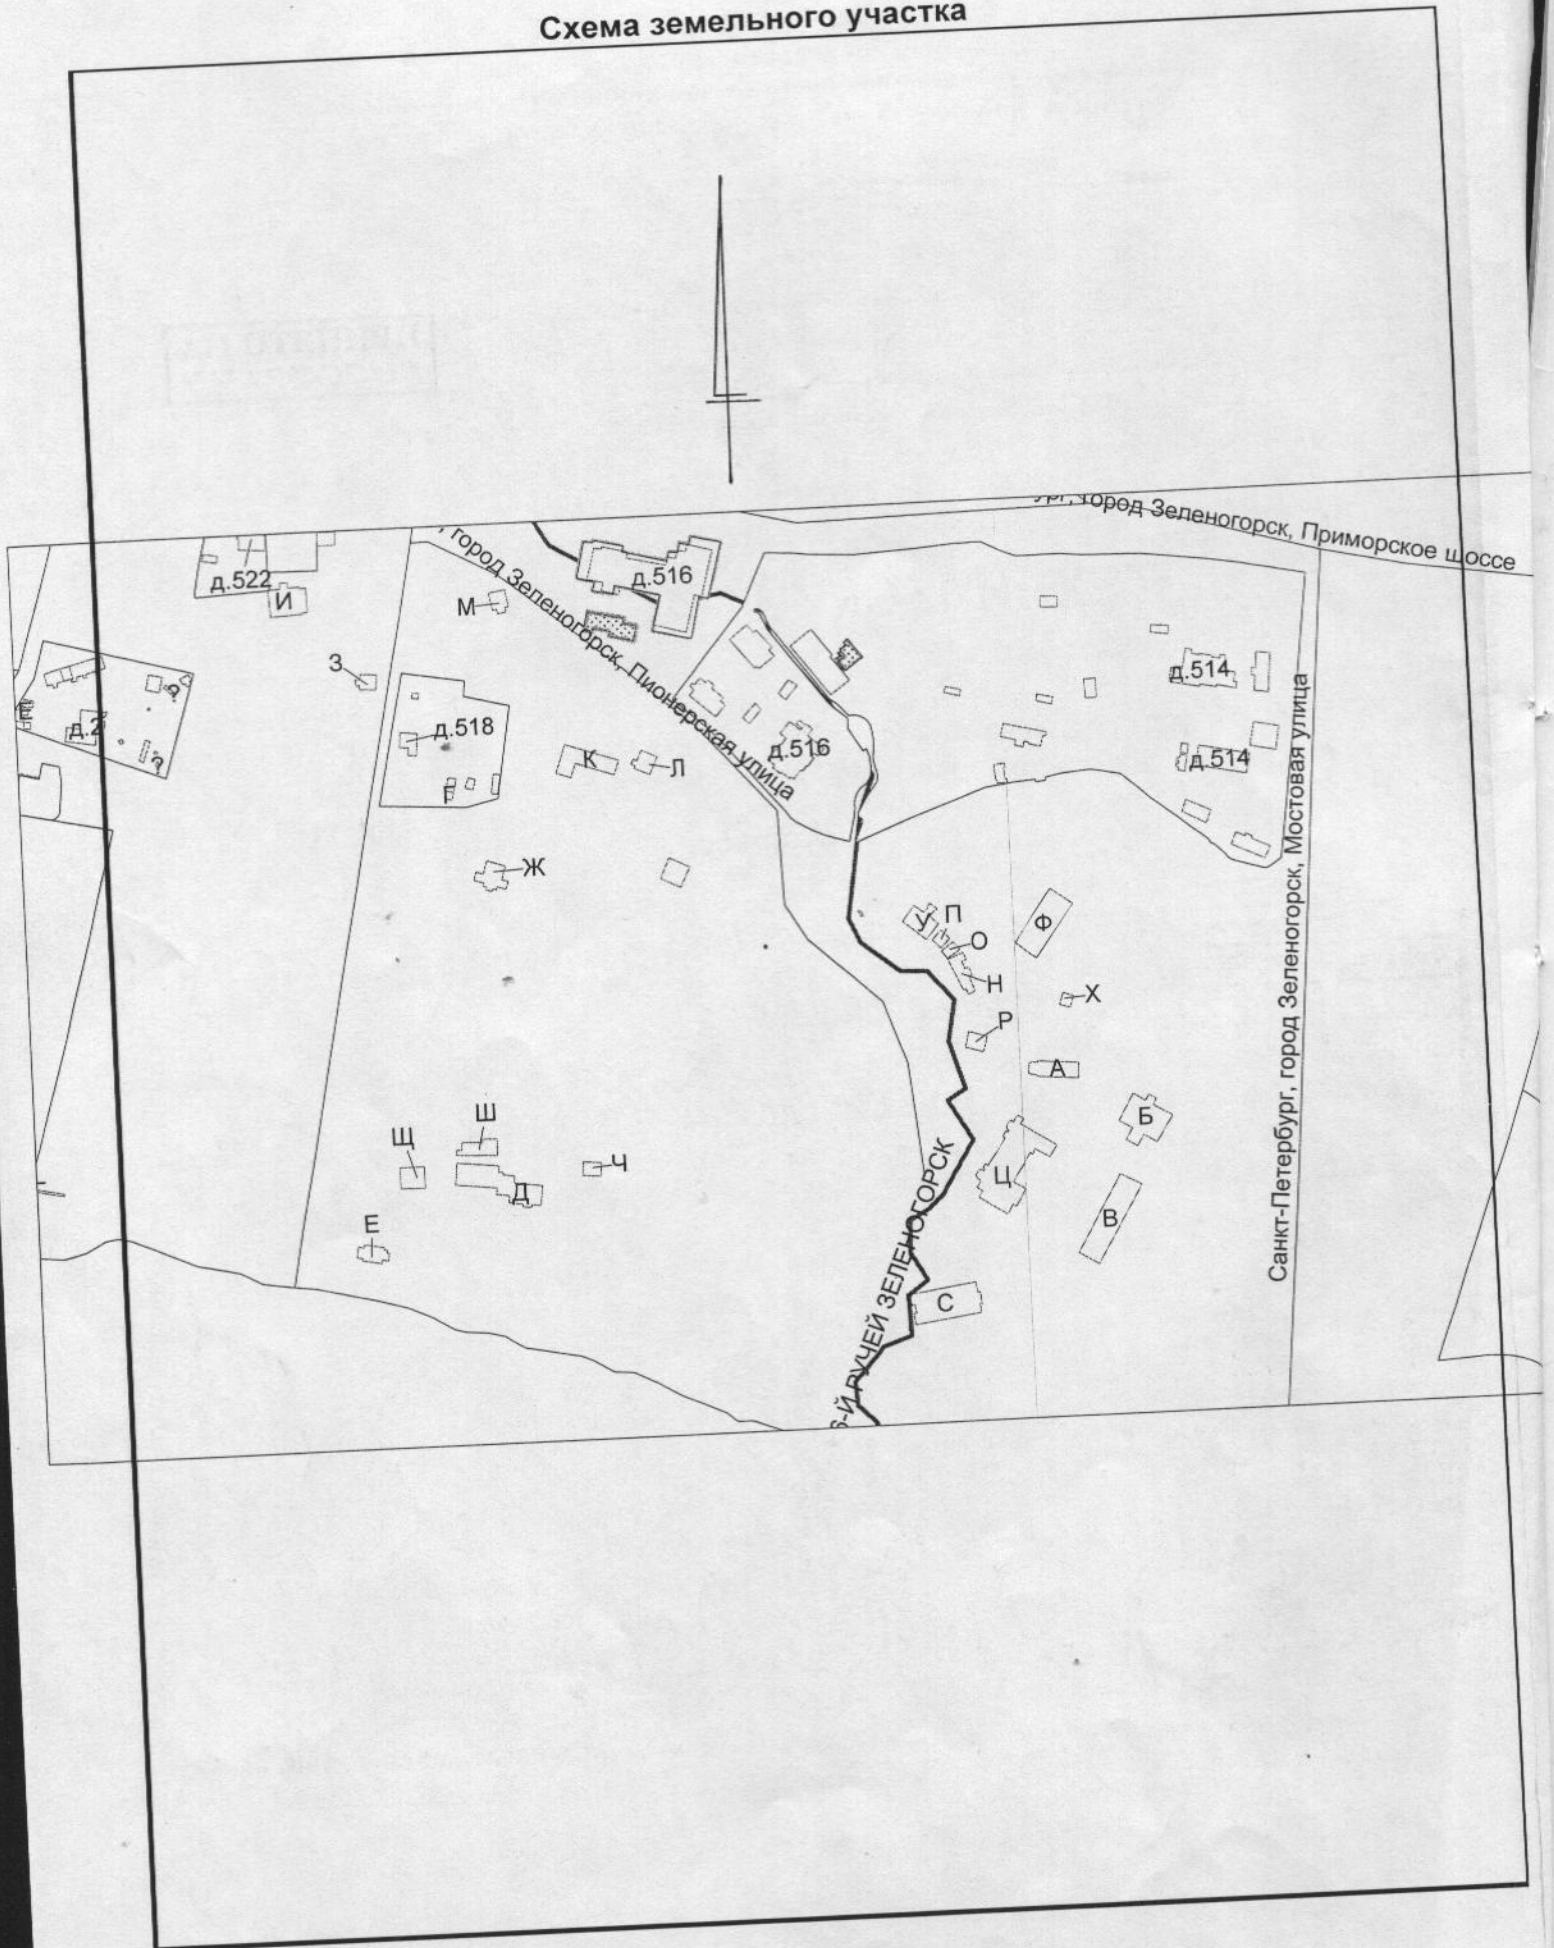 Схема земельного участка
город Зеленогорск, Приморское шоссе
, город Зеленогорск, Пионерская улица
д.522
И
М
д.516
З
д.514
д.2
д.518
К
Л
д.516
д.514
Г
Ж
Санкт-Петербург, город Зеленогорск, Мостовая улица
У
П
Ф
О
Н
Х
Р
А
Б
Ш
Щ
Ч
Д
Ц
В
Е
С
6-Й РУЧЕЙ ЗЕЛЕНОГОРСК